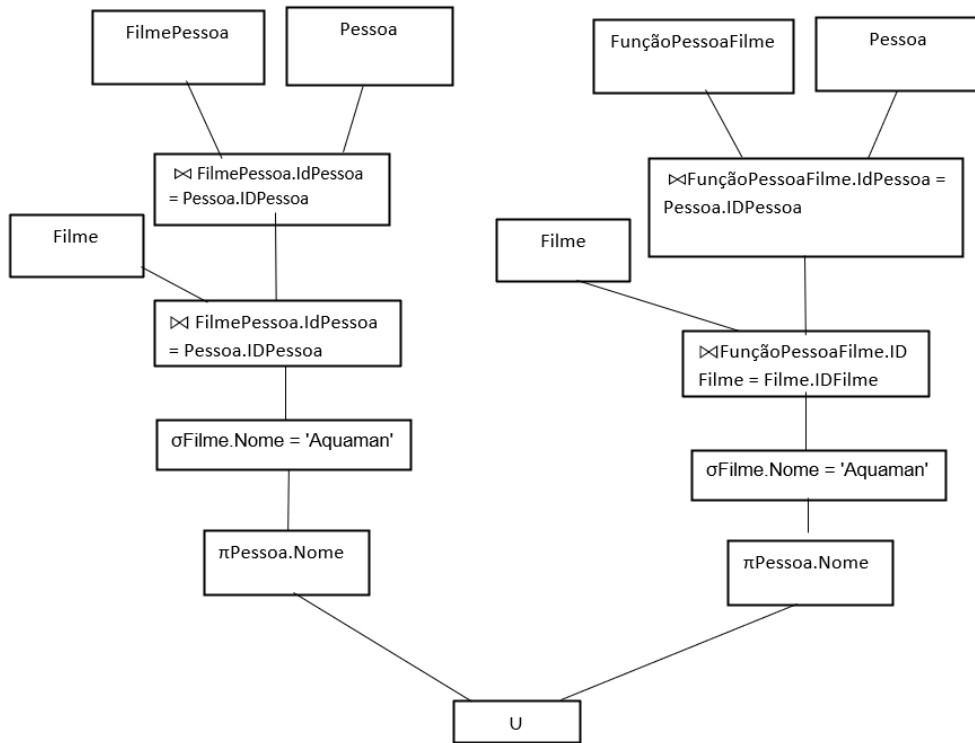 FilmePessoa
Pessoa
⋈ FilmePessoa.IdPessoa
= Pessoa.IDPessoa
Filme
⋈ FilmePessoa.IdPessoa
= Pessoa.IDPessoa
σFilme.Nome = 'Aquaman'
πPessoa.Nome
FunçãoPessoaFilme
Pessoa
⋈FunçãoPessoaFilme.IdPessoa =
Pessoa.IDPessoa
Filme
⋈FunçãoPessoaFilme.ID
Filme = Filme.IDFilme
σFilme.Nome = 'Aquaman'
πPessoa.Nome
U